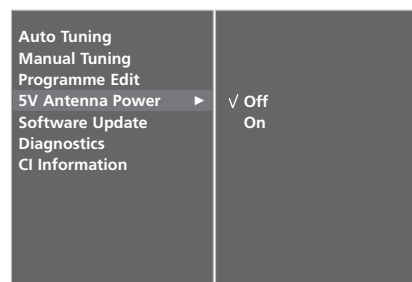 Auto Tuning
Manual Tuning
Programme Edit
5V Antenna Power ► √ Off
Software Update On
Diagnostics
CI Information